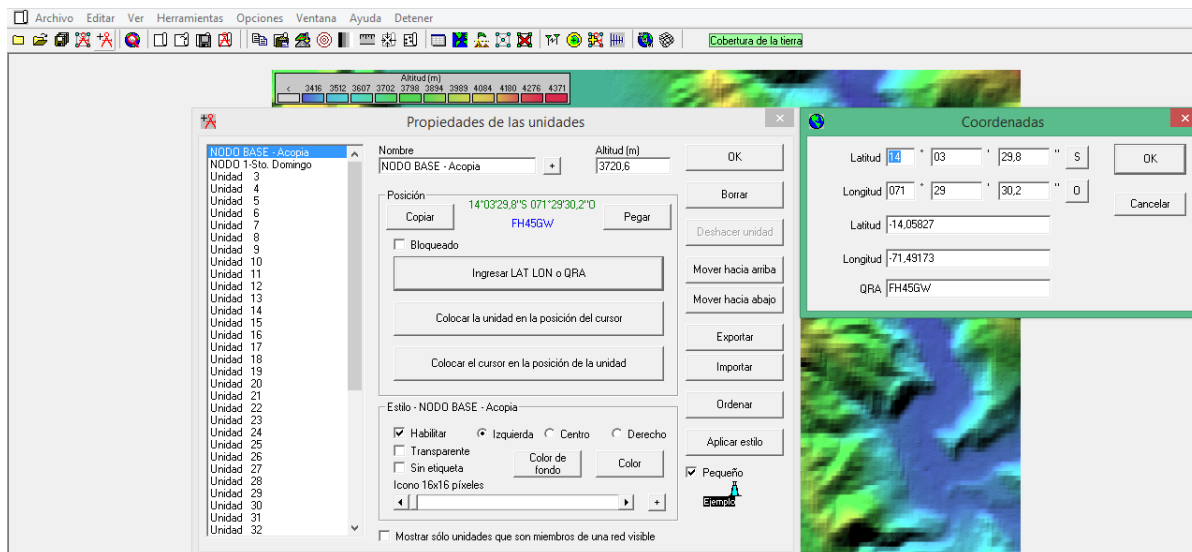 Archivo Editar Ver Herramientas Opciones Ventana Ayuda Detener
Cobertura de la tierra
Altitud (m)
< 3416 3512 3607 3702 3798 3894 3989 4084 4180 4276 4371
Propiedades de las unidades
NODO BASE - Acopia
NODO 1-Sto. Domingo
Unidad 3
Unidad 4
Unidad 5
Unidad 6
Unidad 7
Unidad 8
Unidad 9
Unidad 10
Unidad 11
Unidad 12
Unidad 13
Unidad 14
Unidad 15
Unidad 16
Unidad 17
Unidad 18
Unidad 19
Unidad 20
Unidad 21
Unidad 22
Unidad 23
Unidad 24
Unidad 25
Unidad 26
Unidad 27
Unidad 28
Unidad 29
Unidad 30
Unidad 31
Unidad 32
Nombre
NODO BASE - Acopia
+
Altitud (m)
3720,6
Posición
Copiar
14°03'29,8"S 071°29'30,2"O
FH45GW
Pegar
Bloqueado
Ingresar LAT LON o QRA
Colocar la unidad en la posición del cursor
Colocar el cursor en la posición de la unidad
Estilo - NODO BASE - Acopia
Habilitar Izquierda Centro Derecho
Transparente
Sin etiqueta
Color de fondo
Color
Icono 16x16 píxeles
+
Mostrar sólo unidades que son miembros de una red visible
OK
Borrar
Deshacer unidad
Mover hacia arriba
Mover hacia abajo
Exportar
Importar
Ordenar
Aplicar estilo
Pequeño
Ejemplo
Coordenadas
Latitud 14 ° 03 ' 29,8 " S
Longitud 071 ° 29 ' 30,2 " O
Latitud -14,05827
Longitud -71,49173
QRA FH45GW
OK
Cancelar